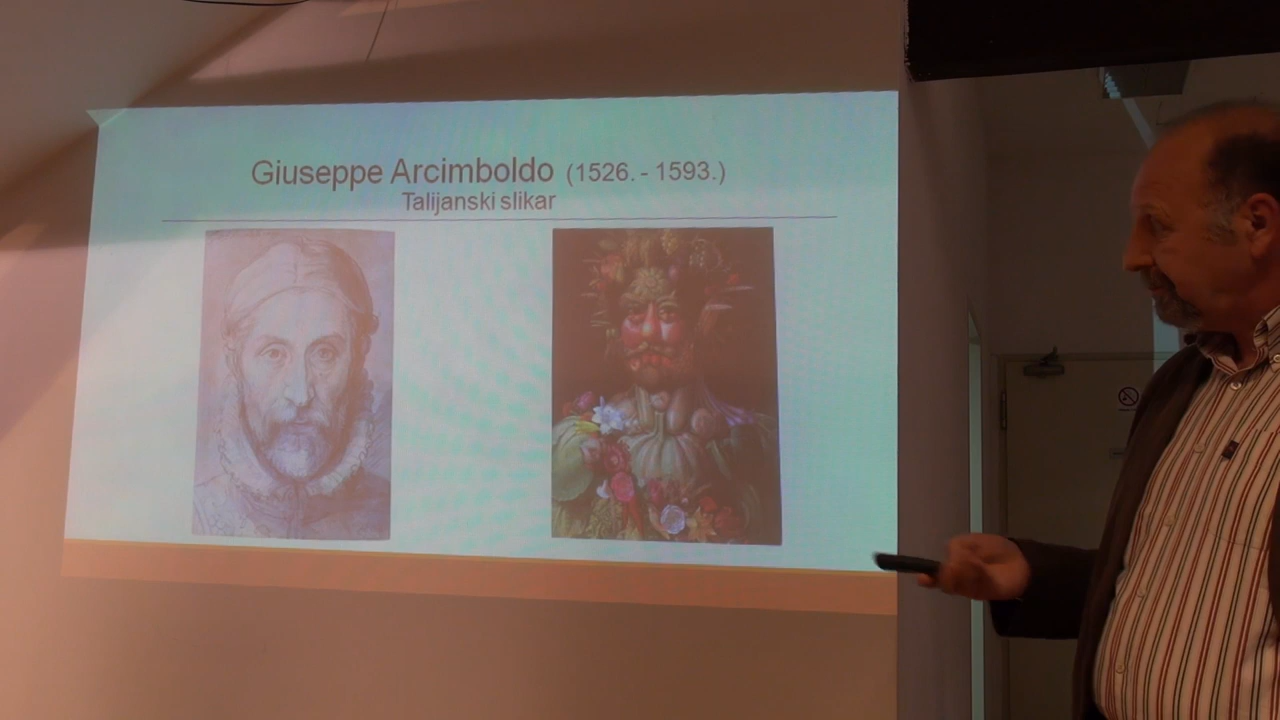 Giuseppe Arcimboldo (1526. - 1593.)
Talijanski slikar